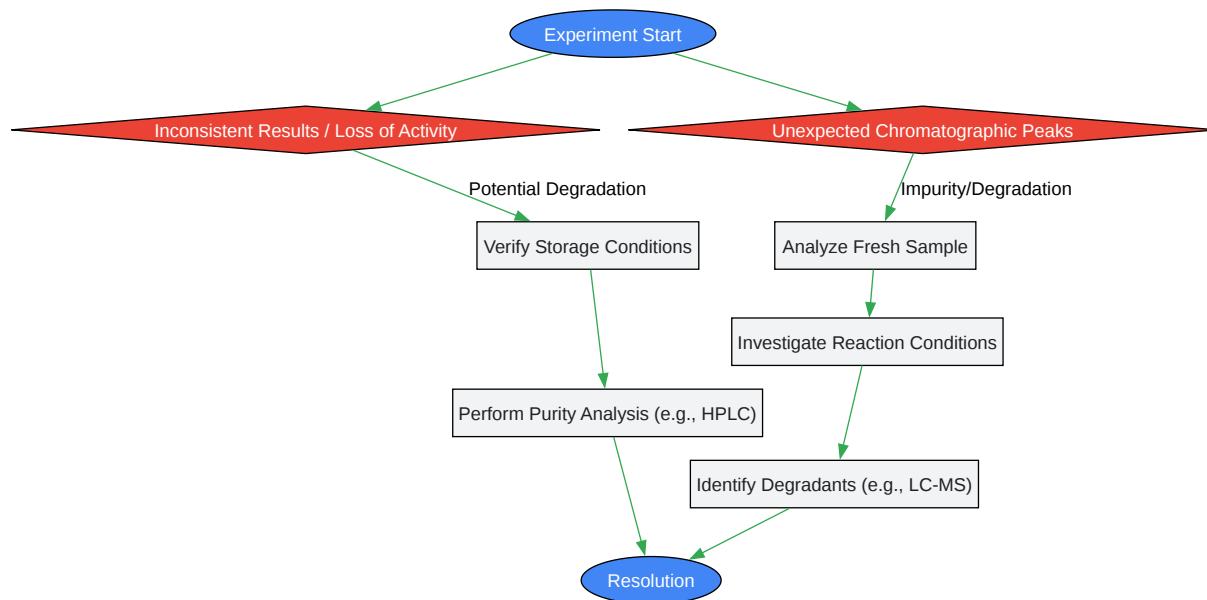 Experiment Start
Inconsistent Results / Loss of Activity
Unexpected Chromatographic Peaks
Potential Degradation
Impurity/Degradation
Verify Storage Conditions
Analyze Fresh Sample
Investigate Reaction Conditions
Perform Purity Analysis (e.g., HPLC)
Identify Degradants (e.g., LC-MS)
Resolution